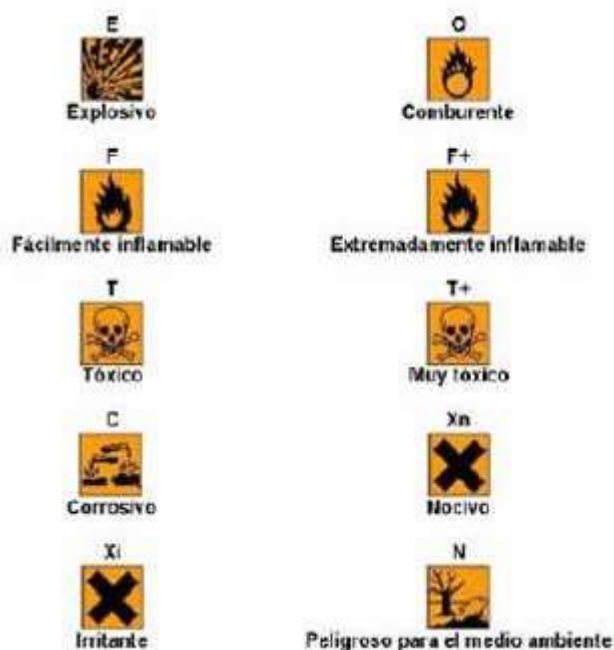 E O
Explosivo Comburente
F F+
Fácilmente inflamable Extremadamente inflamable
T T+
Tóxico Muy tóxico
C Xn
Corrosivo Nocivo
Xi N
Irritante Peligroso para el medio ambiente